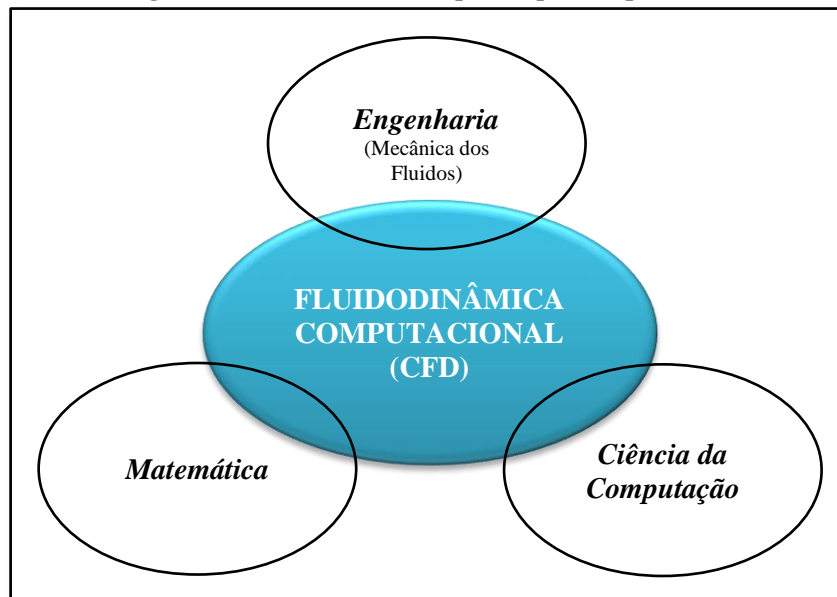 Engenharia
(Mecânica dos
Fluidos)
FLUIDODINÂMICA
COMPUTACIONAL
(CFD)
Matemática
Ciência da
Computação